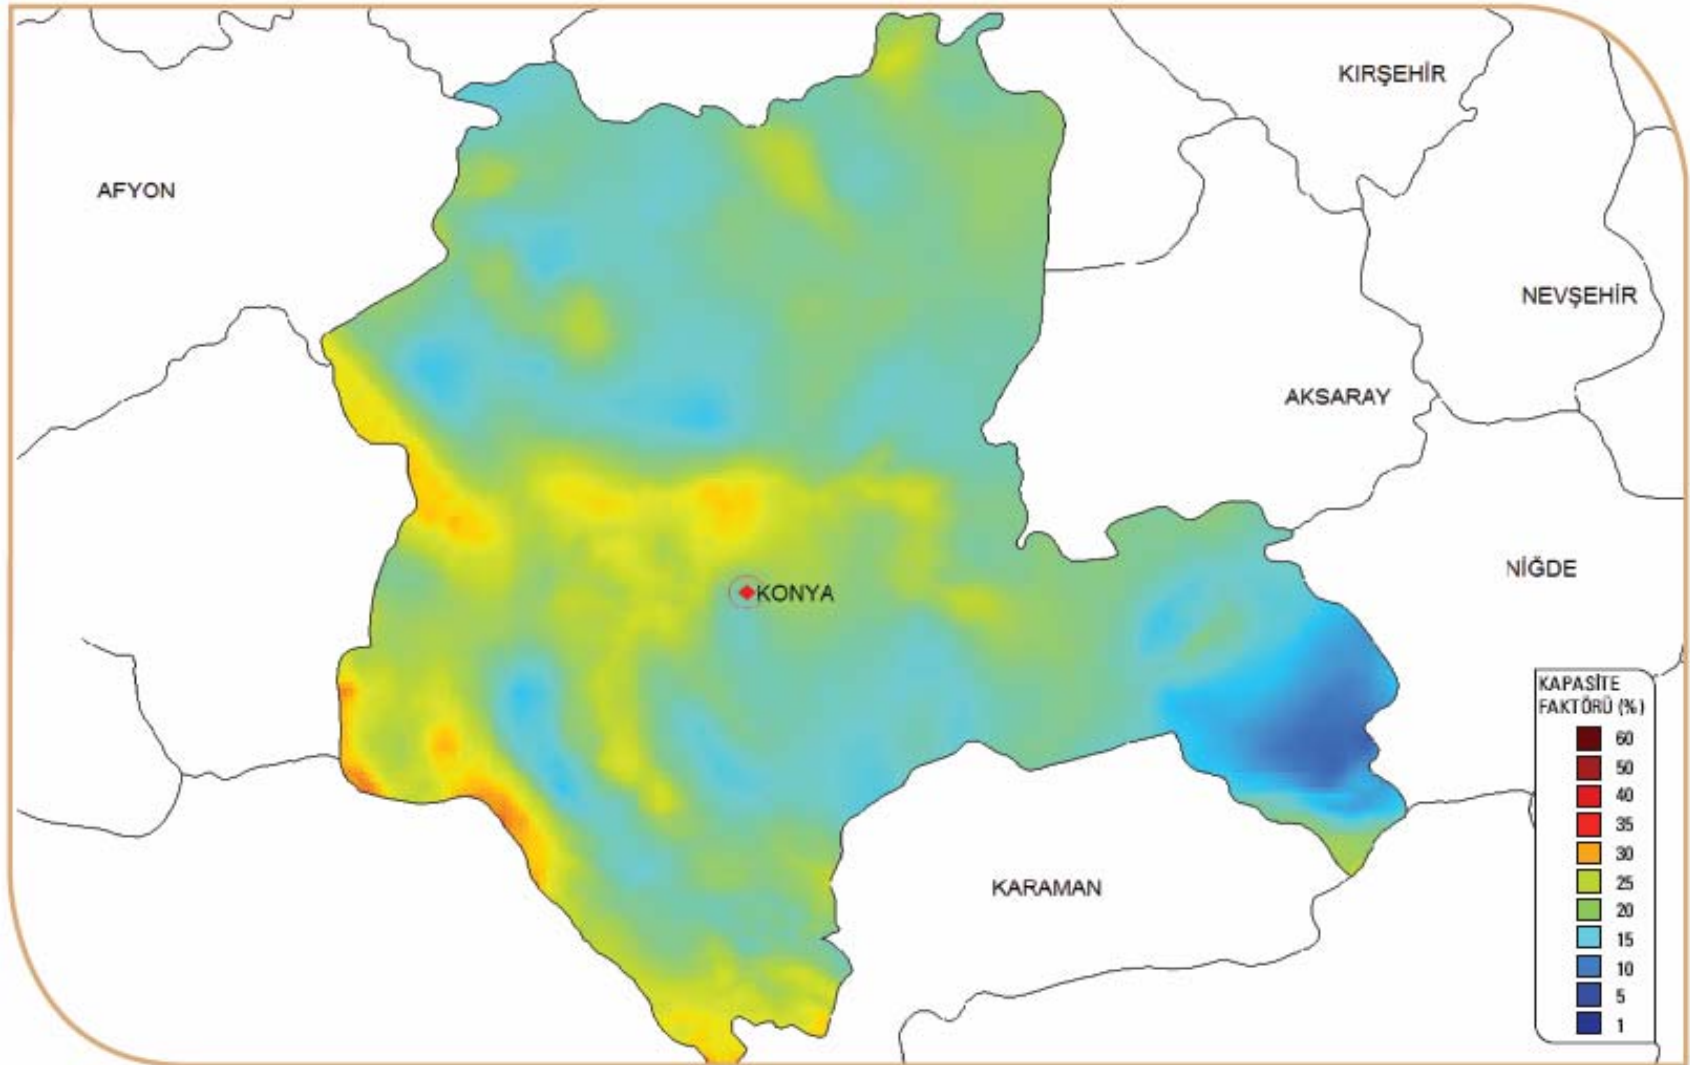 KIRŞEHİR
AFYON
NEVŞEHİR
AKSARAY
NİĞDE
KONYA
KARAMAN
KAPASİTE
FAKTÖRÜ (%)
60
50
40
35
30
25
20
15
10
5
1